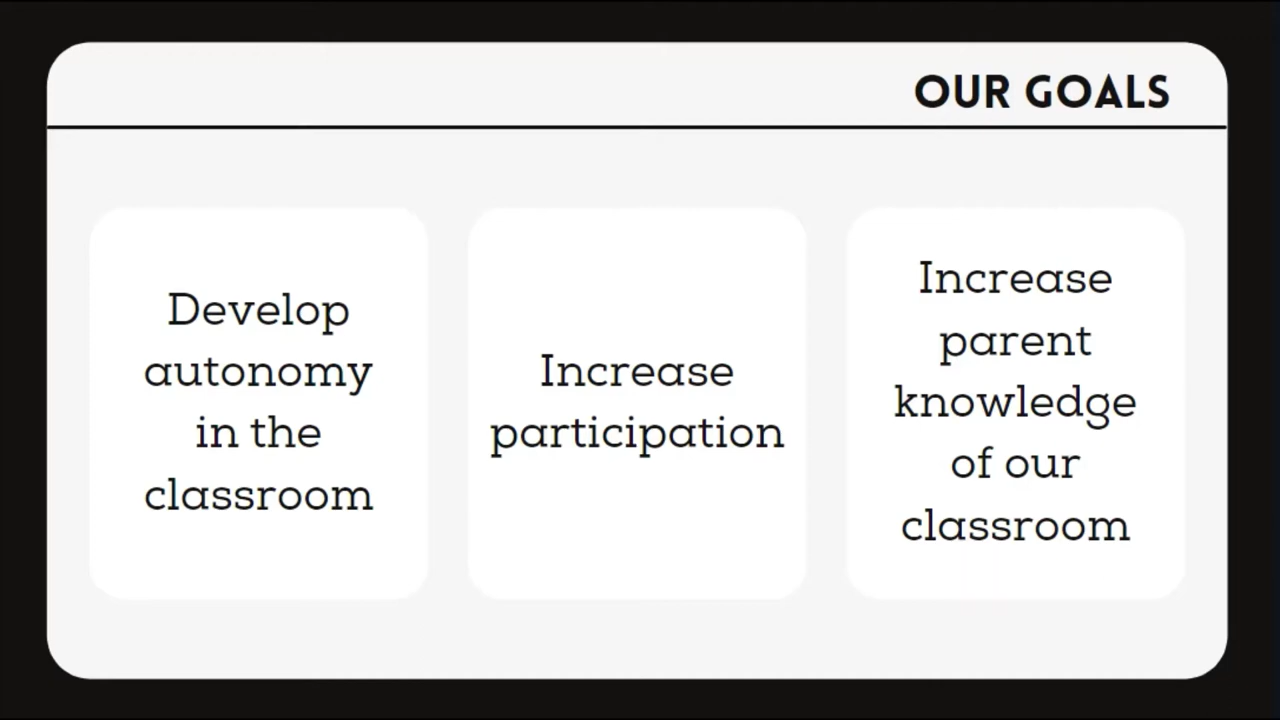 OUR GOALS
Develop
autonomy
in the
classroom
Increase
participation
Increase
parent
knowledge
of our
classroom